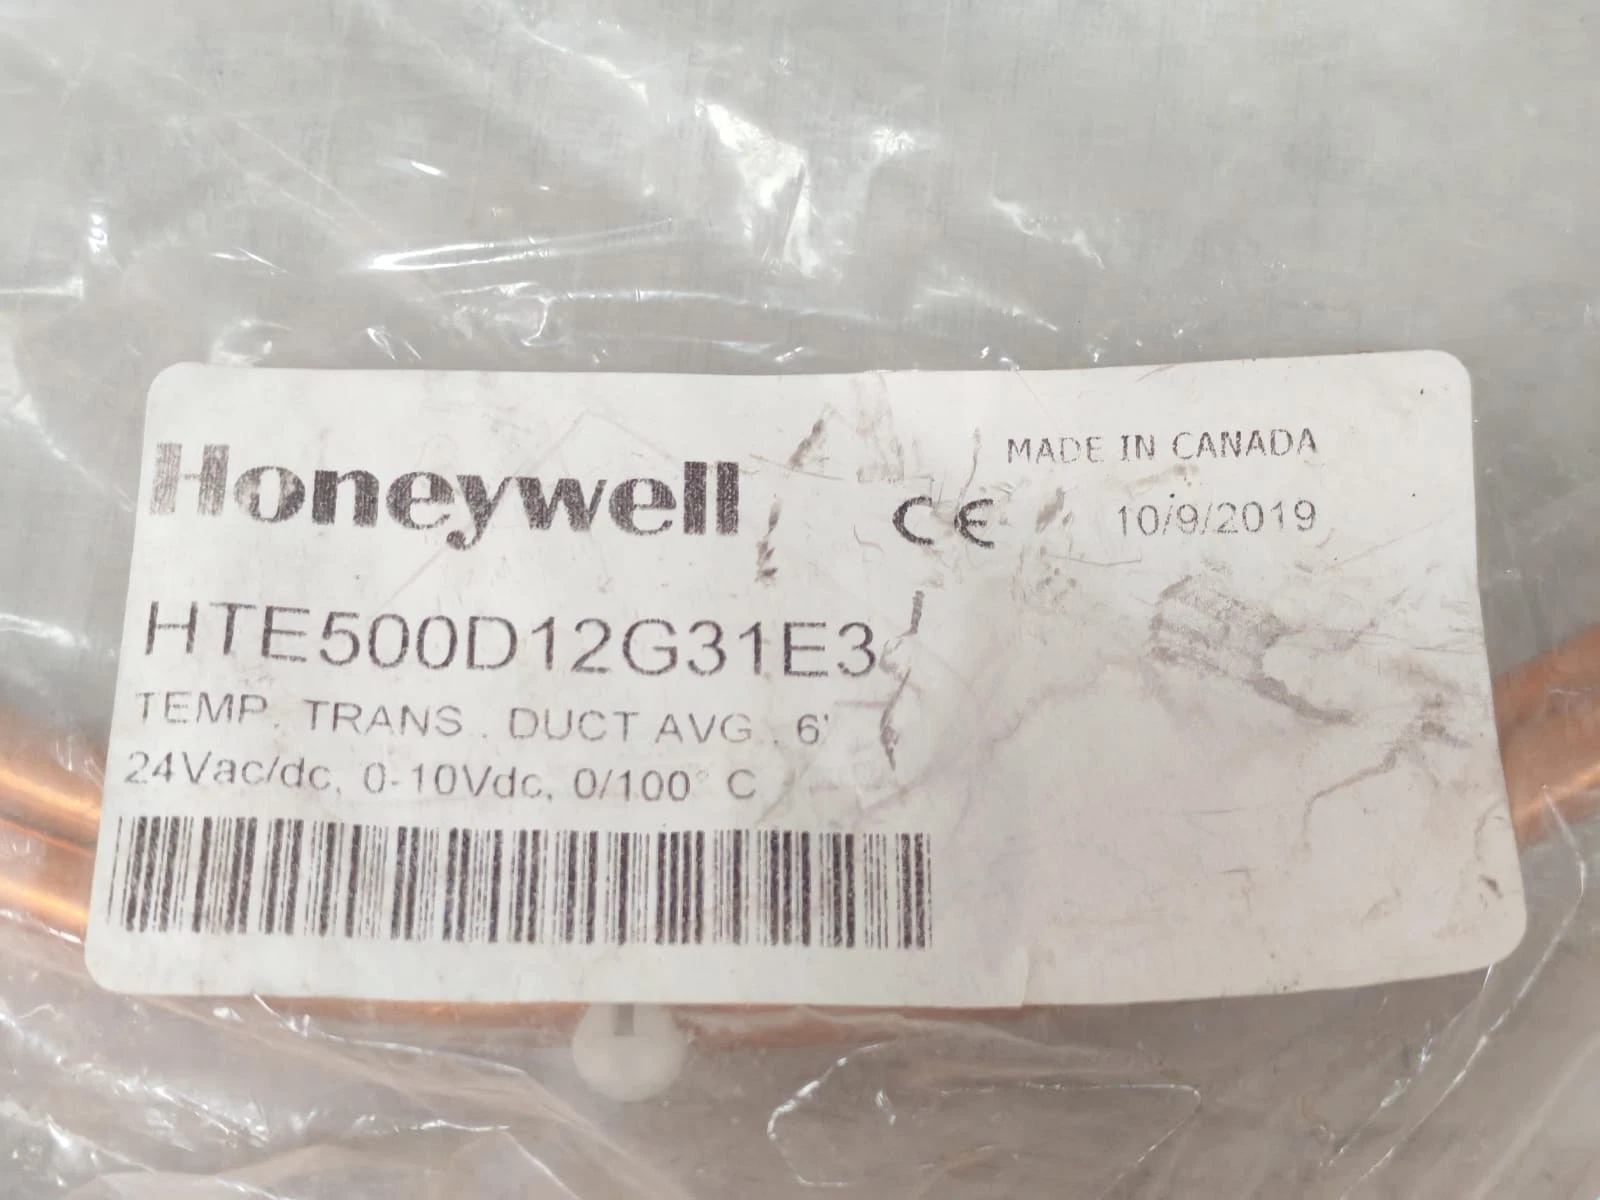 Honeywell
MADE IN CANADA
CE
10/9/2019
HTE500D12G31E3
TEMP. TRANS. DUCT AVG. 6'
24Vac/dc, 0-10Vdc, 0/100° C